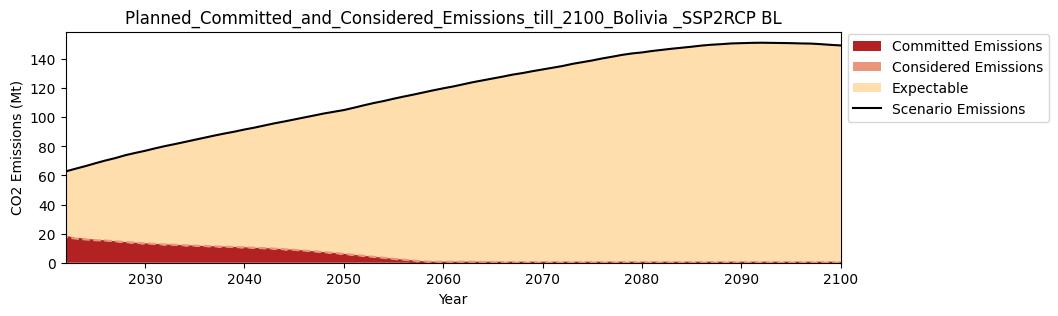 Planned_Committed_and_Considered_Emissions_till_2100_Bolivia _SSP2RCP BL
CO2 Emissions (Mt)
140
120
100
80
60
40
20
0
2030 2040 2050 2060 2070 2080 2090 2100
Year
Committed Emissions
Considered Emissions
Expectable
Scenario Emissions